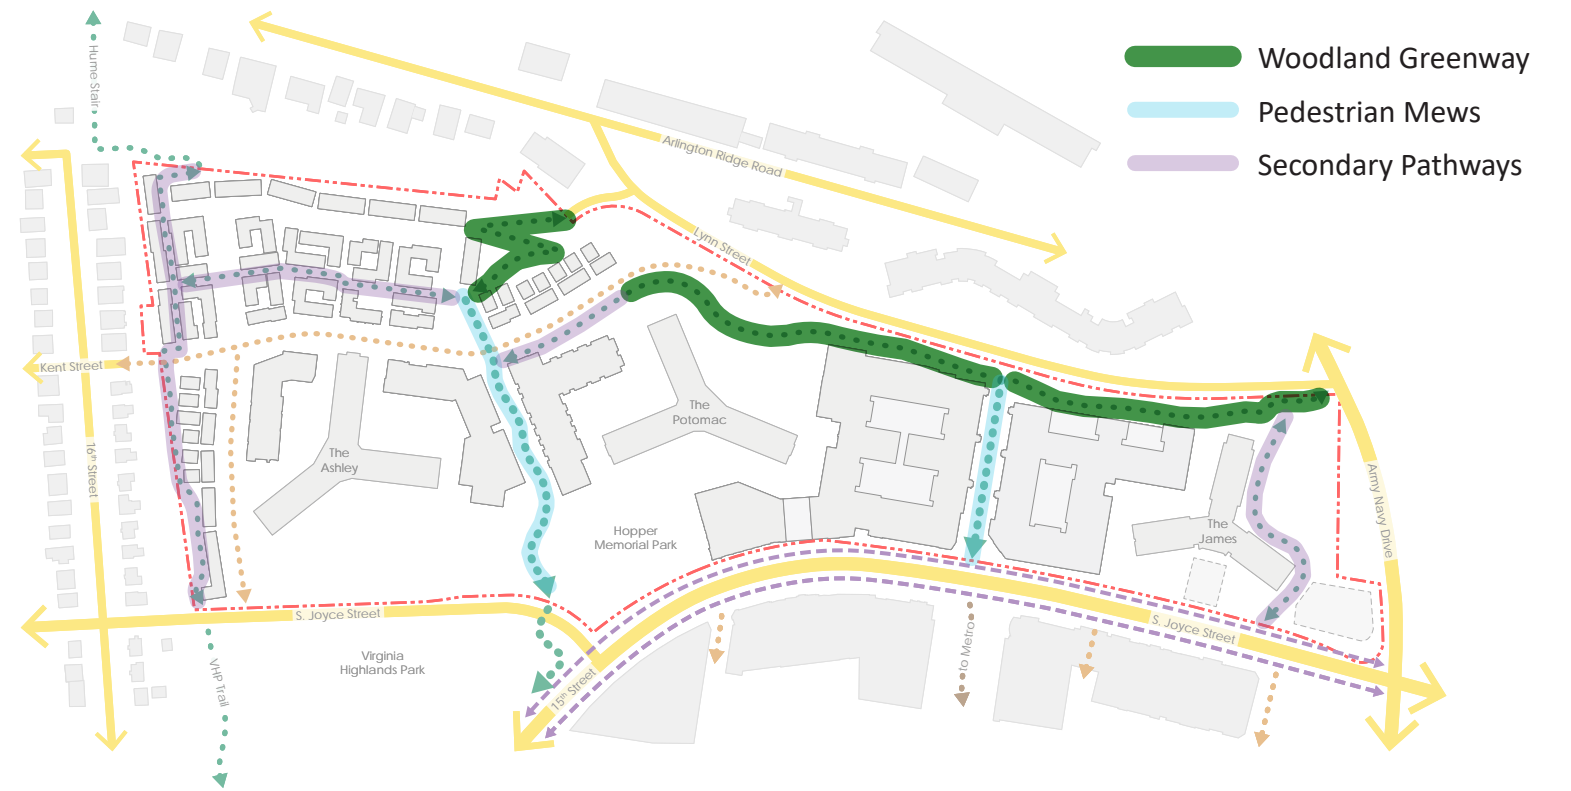 Woodland Greenway
Pedestrian Mews
Secondary Pathways
Hume Stair
Arlington Ridge Road
Lynn Street
Kent Street
16th Street
The
Ashley
The
Potomac
Hopper
Memorial Park
The
James
Army Navy Drive
S. Joyce Street
S. Joyce Street
Virginia
Highlands Park
VHP Trail
15th Street
to Metro